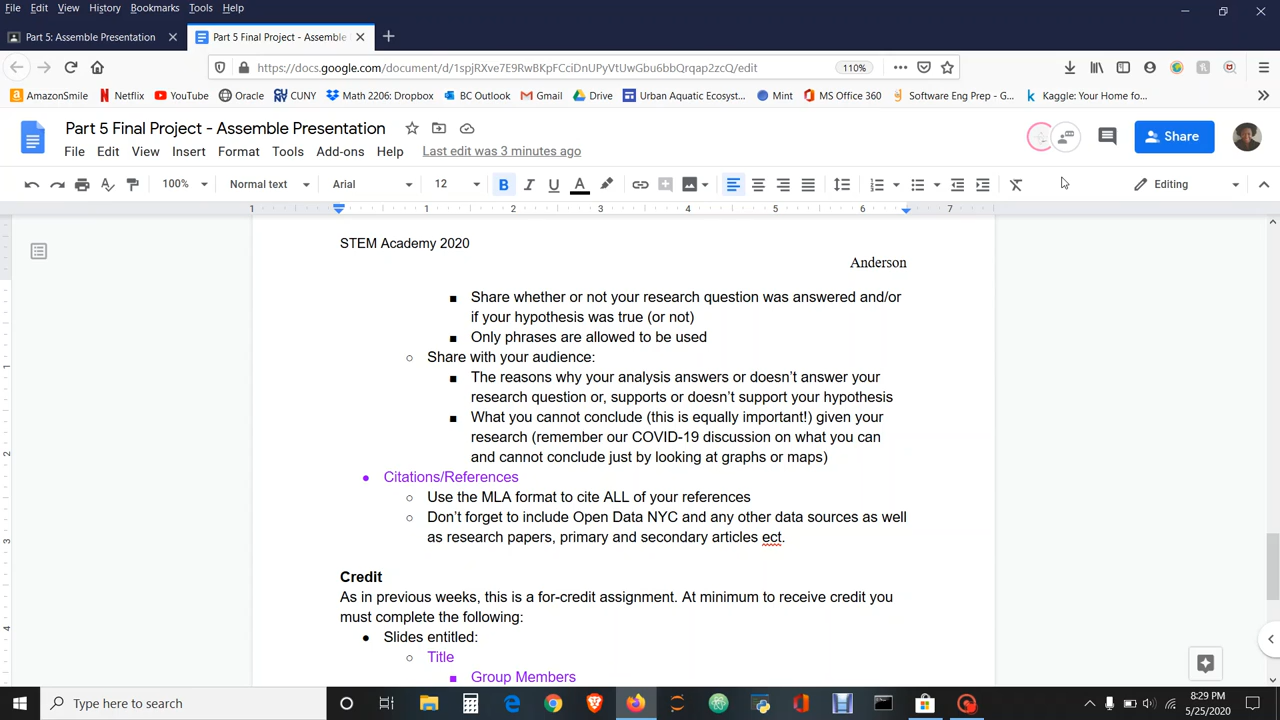 File Edit View History Bookmarks Tools Help
Part 5: Assemble Presentation
Part 5 Final Project - Assemble
https://docs.google.com/document/d/1spjRXve7E9RwBKpFCciDnUPyVtUwGbu6bbQrqap2zcQ/edit
110%
AmazonSmile Netflix YouTube Oracle CUNY Math 2206: Dropbox BC Outlook Gmail Drive Urban Aquatic Ecosyst... Mint MS Office 360 Software Eng Prep - G... Kaggle: Your Home fo...
Part 5 Final Project - Assemble Presentation
Share
File Edit View Insert Format Tools Add-ons Help Last edit was 3 minutes ago
100% Normal text Arial 12 B I U A Editing
1 1 2 3 4 5 6 7
STEM Academy 2020
Anderson
Share whether or not your research question was answered and/or
if your hypothesis was true (or not)
Only phrases are allowed to be used
Share with your audience:
The reasons why your analysis answers or doesn't answer your
research question or, supports or doesn't support your hypothesis
What you cannot conclude (this is equally important!) given your
research (remember our COVID-19 discussion on what you can
and cannot conclude just by looking at graphs or maps)
Citations/References
Use the MLA format to cite ALL of your references
Don't forget to include Open Data NYC and any other data sources as well
as research papers, primary and secondary articles ect.
Credit
As in previous weeks, this is a for-credit assignment. At minimum to receive credit you
must complete the following:
Slides entitled:
Title
Group Members
Type here to search
8:29 PM
5/25/2020